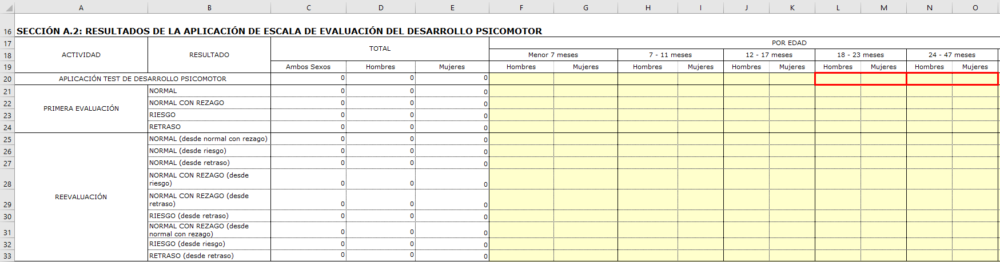 A B C D E F G H I J K L M N O
16 SECCIÓN A.2: RESULTADOS DE LA APLICACIÓN DE ESCALA DE EVALUACIÓN DEL DESARROLLO PSICOMOTOR
17 ACTIVIDAD RESULTADO TOTAL POR EDAD
18 Menor 7 meses 7 - 11 meses 12 - 17 meses 18 - 23 meses 24 - 47 meses
19 Ambos Sexos Hombres Mujeres Hombres Mujeres Hombres Mujeres Hombres Mujeres Hombres Mujeres Hombres Mujeres
20 APLICACIÓN TEST DE DESARROLLO PSICOMOTOR 0 0 0
21 PRIMERA EVALUACIÓN NORMAL 0 0 0
22 NORMAL CON REZAGO 0 0 0
23 RIESGO 0 0 0
24 RETRASO 0 0 0
25 REEVALUACIÓN NORMAL (desde normal con rezago) 0 0 0
26 NORMAL (desde riesgo) 0 0 0
27 NORMAL (desde retraso) 0 0 0
28 NORMAL CON REZAGO (desde
riesgo) 0 0 0
29 NORMAL CON REZAGO (desde
retraso) 0 0 0
30 RIESGO (desde retraso) 0 0 0
31 NORMAL CON REZAGO (desde
normal con rezago) 0 0 0
32 RIESGO (desde riesgo) 0 0 0
33 RETRASO (desde retraso) 0 0 0